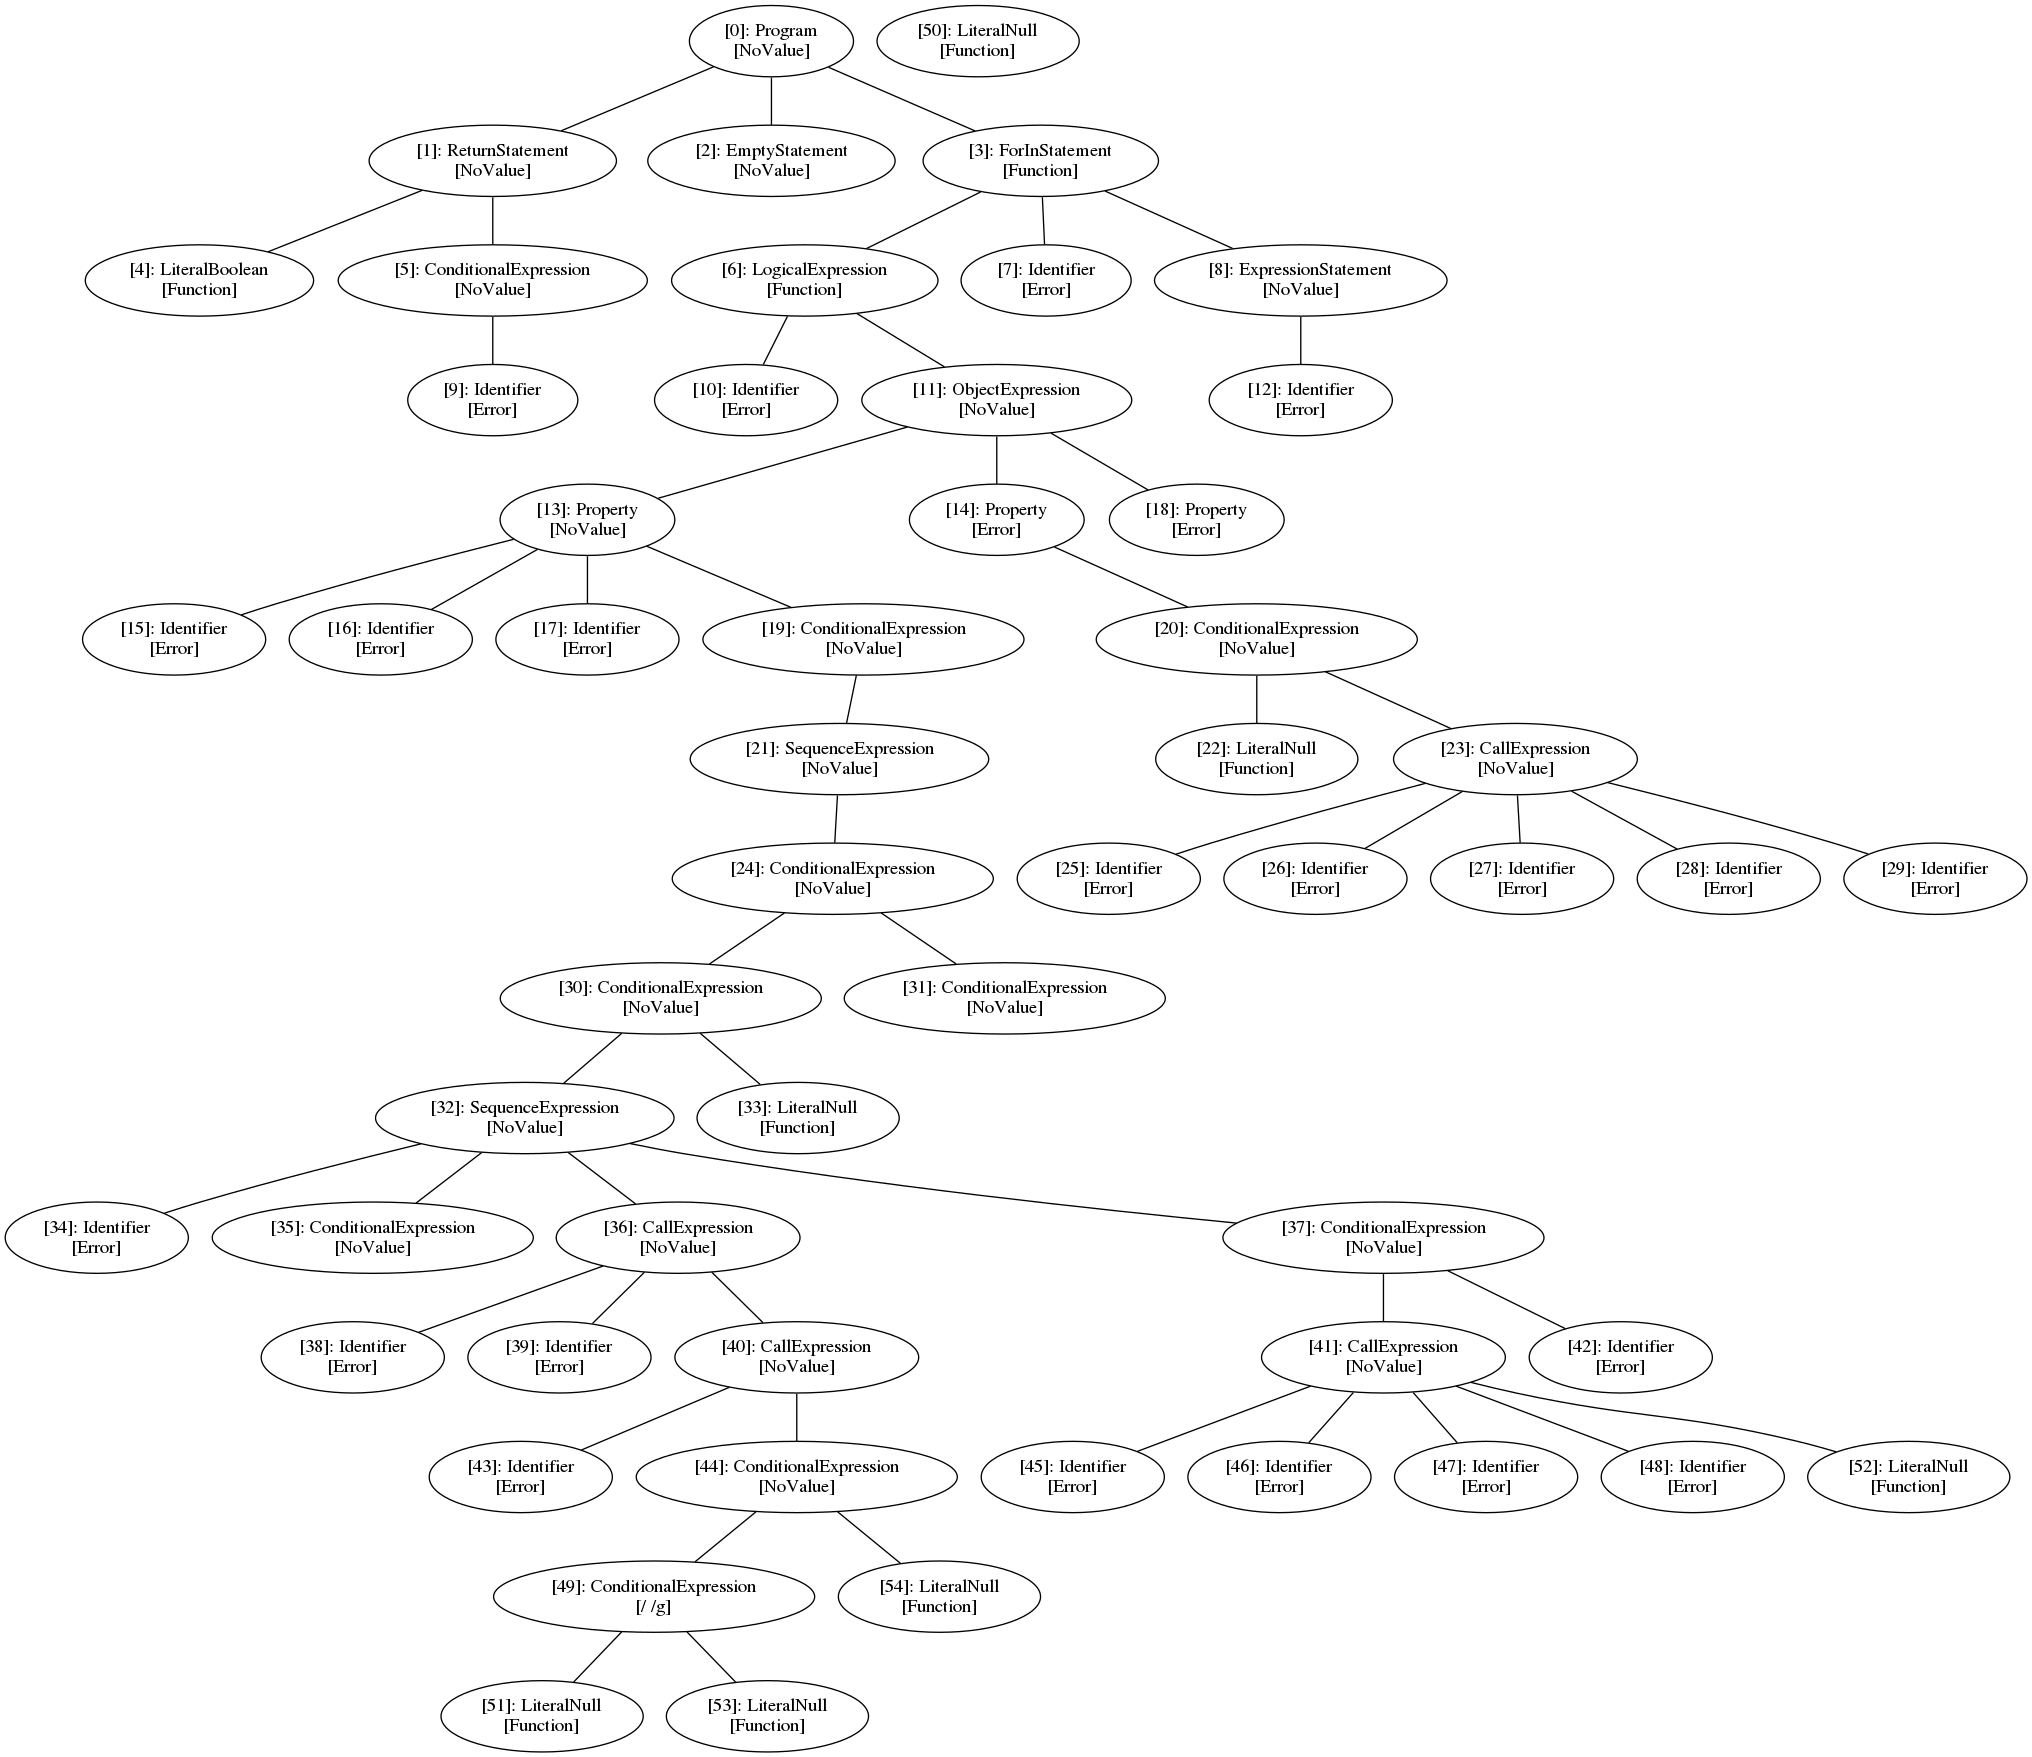 [0]: Program
[NoValue]
[50]: LiteralNull
[Function]
[1]: ReturnStatement
[NoValue]
[2]: EmptyStatement
[NoValue]
[3]: ForInStatement
[Function]
[4]: LiteralBoolean
[Function]
[5]: ConditionalExpression
[NoValue]
[6]: LogicalExpression
[Function]
[7]: Identifier
[Error]
[8]: ExpressionStatement
[NoValue]
[9]: Identifier
[Error]
[10]: Identifier
[Error]
[11]: ObjectExpression
[NoValue]
[12]: Identifier
[Error]
[13]: Property
[NoValue]
[14]: Property
[Error]
[18]: Property
[Error]
[15]: Identifier
[Error]
[16]: Identifier
[Error]
[17]: Identifier
[Error]
[19]: ConditionalExpression
[NoValue]
[20]: ConditionalExpression
[NoValue]
[21]: SequenceExpression
[NoValue]
[22]: LiteralNull
[Function]
[23]: CallExpression
[NoValue]
[24]: ConditionalExpression
[NoValue]
[25]: Identifier
[Error]
[26]: Identifier
[Error]
[27]: Identifier
[Error]
[28]: Identifier
[Error]
[29]: Identifier
[Error]
[30]: ConditionalExpression
[NoValue]
[31]: ConditionalExpression
[NoValue]
[32]: SequenceExpression
[NoValue]
[33]: LiteralNull
[Function]
[34]: Identifier
[Error]
[35]: ConditionalExpression
[NoValue]
[36]: CallExpression
[NoValue]
[37]: ConditionalExpression
[NoValue]
[38]: Identifier
[Error]
[39]: Identifier
[Error]
[40]: CallExpression
[NoValue]
[41]: CallExpression
[NoValue]
[42]: Identifier
[Error]
[43]: Identifier
[Error]
[44]: ConditionalExpression
[NoValue]
[45]: Identifier
[Error]
[46]: Identifier
[Error]
[47]: Identifier
[Error]
[48]: Identifier
[Error]
[52]: LiteralNull
[Function]
[49]: ConditionalExpression
[/ /g]
[54]: LiteralNull
[Function]
[51]: LiteralNull
[Function]
[53]: LiteralNull
[Function]